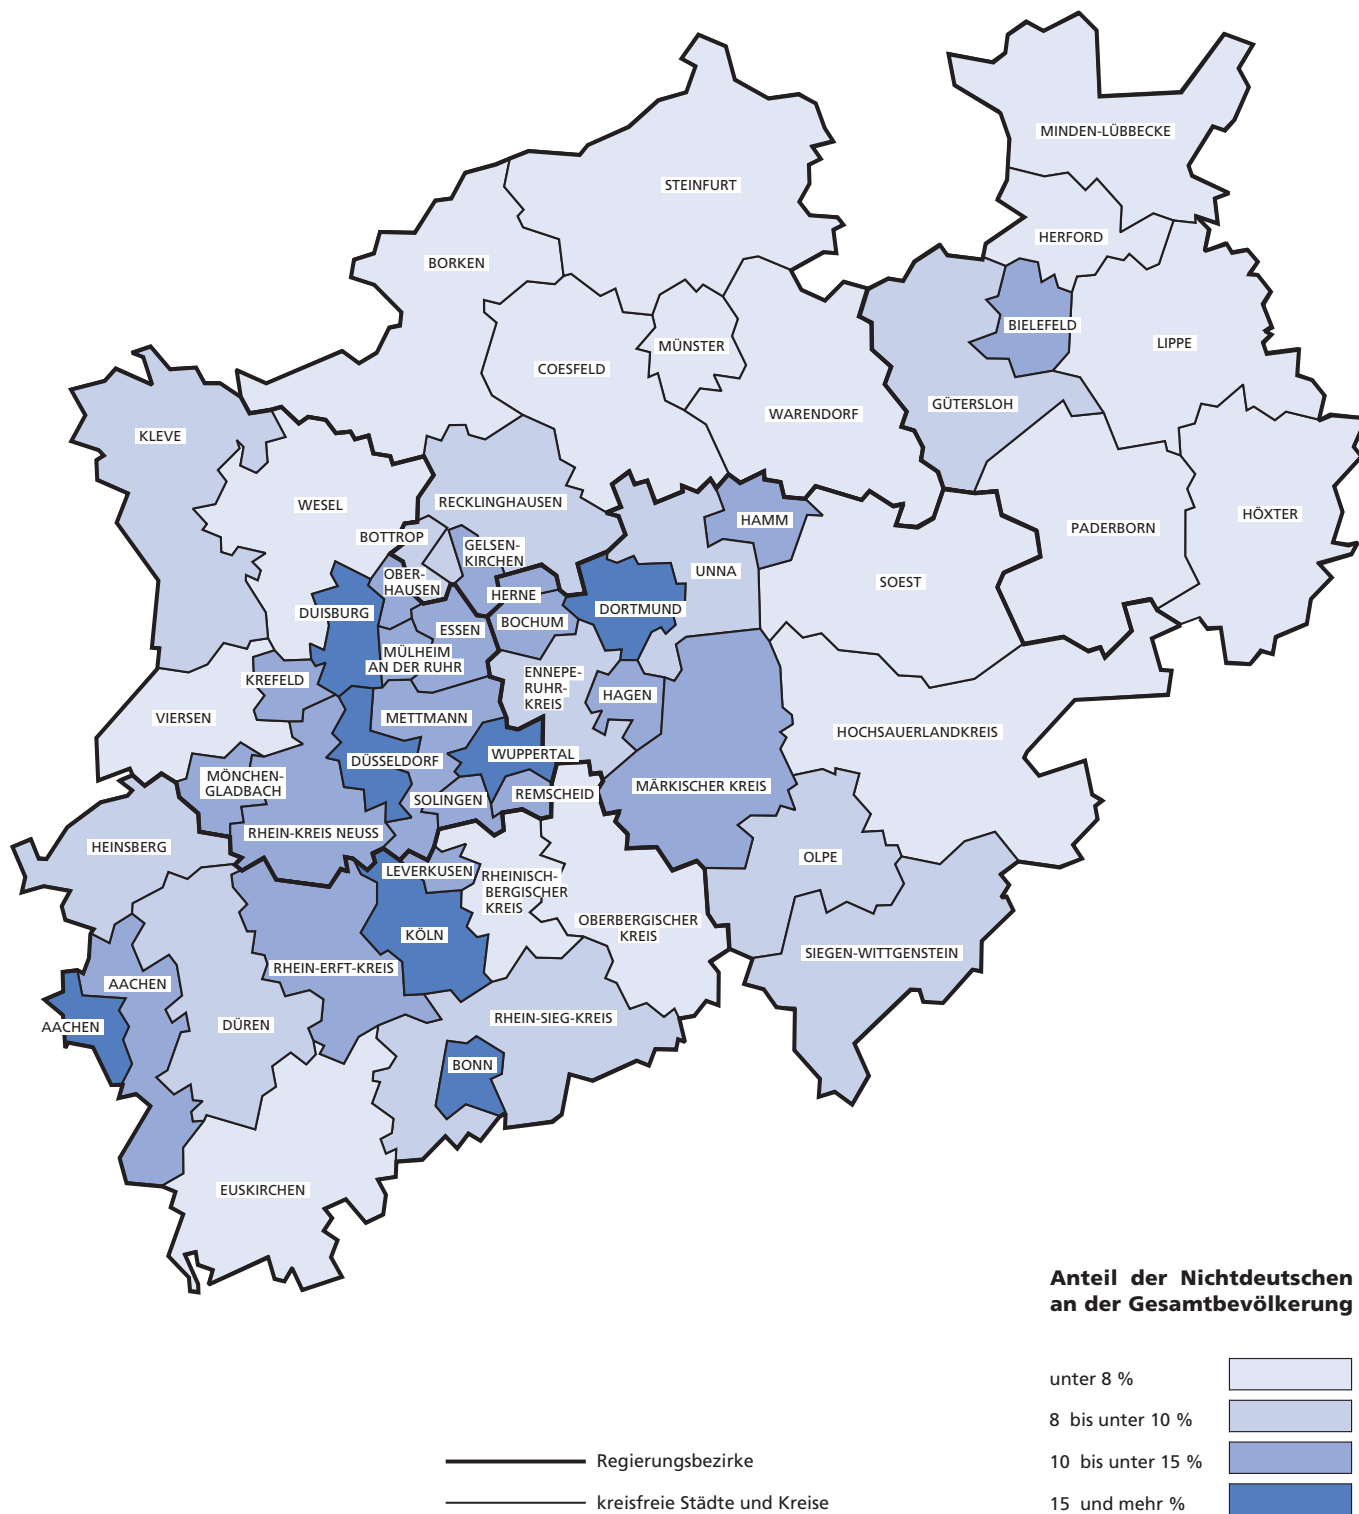 MINDEN-LÜBBECKE
STEINFURT
HERFORD
BORKEN
BIELEFELD
LIPPE
MÜNSTER
COESFELD
GÜTERSLOH
WARENDORF
KLEVE
RECKLINGHAUSEN
WESEL
HÖXTER
HAMM
PADERBORN
BOTTROP
GELSEN-
KIRCHEN
UNNA
OBER-
HAUSEN
SOEST
HERNE
DUISBURG
DORTMUND
BOCHUM
ESSEN
MÜLHEIM
AN DER RUHR
ENNEPE-
RUHR-
KREIS
KREFELD
HAGEN
VIERSEN
METTMANN
HOCHSAUERLANDKREIS
WUPPERTAL
DÜSSELDORF
MÖNCHEN-
GLADBACH
MÄRKISCHER KREIS
REMSCHEID
SOLINGEN
RHEIN-KREIS NEUSS
HEINSBERG
OLPE
LEVERKUSEN
RHEINISCH-
BERGISCHER
KREIS
OBERBERGISCHER
KREIS
KÖLN
SIEGEN-WITTGENSTEIN
RHEIN-ERFT-KREIS
AACHEN
RHEIN-SIEG-KREIS
DÜREN
AACHEN
BONN
EUSKIRCHEN
Anteil der Nichtdeutschen
an der Gesamtbevölkerung
unter 8 %
8 bis unter 10 %
10 bis unter 15 %
15 und mehr %
Regierungsbezirke
kreisfreie Städte und Kreise